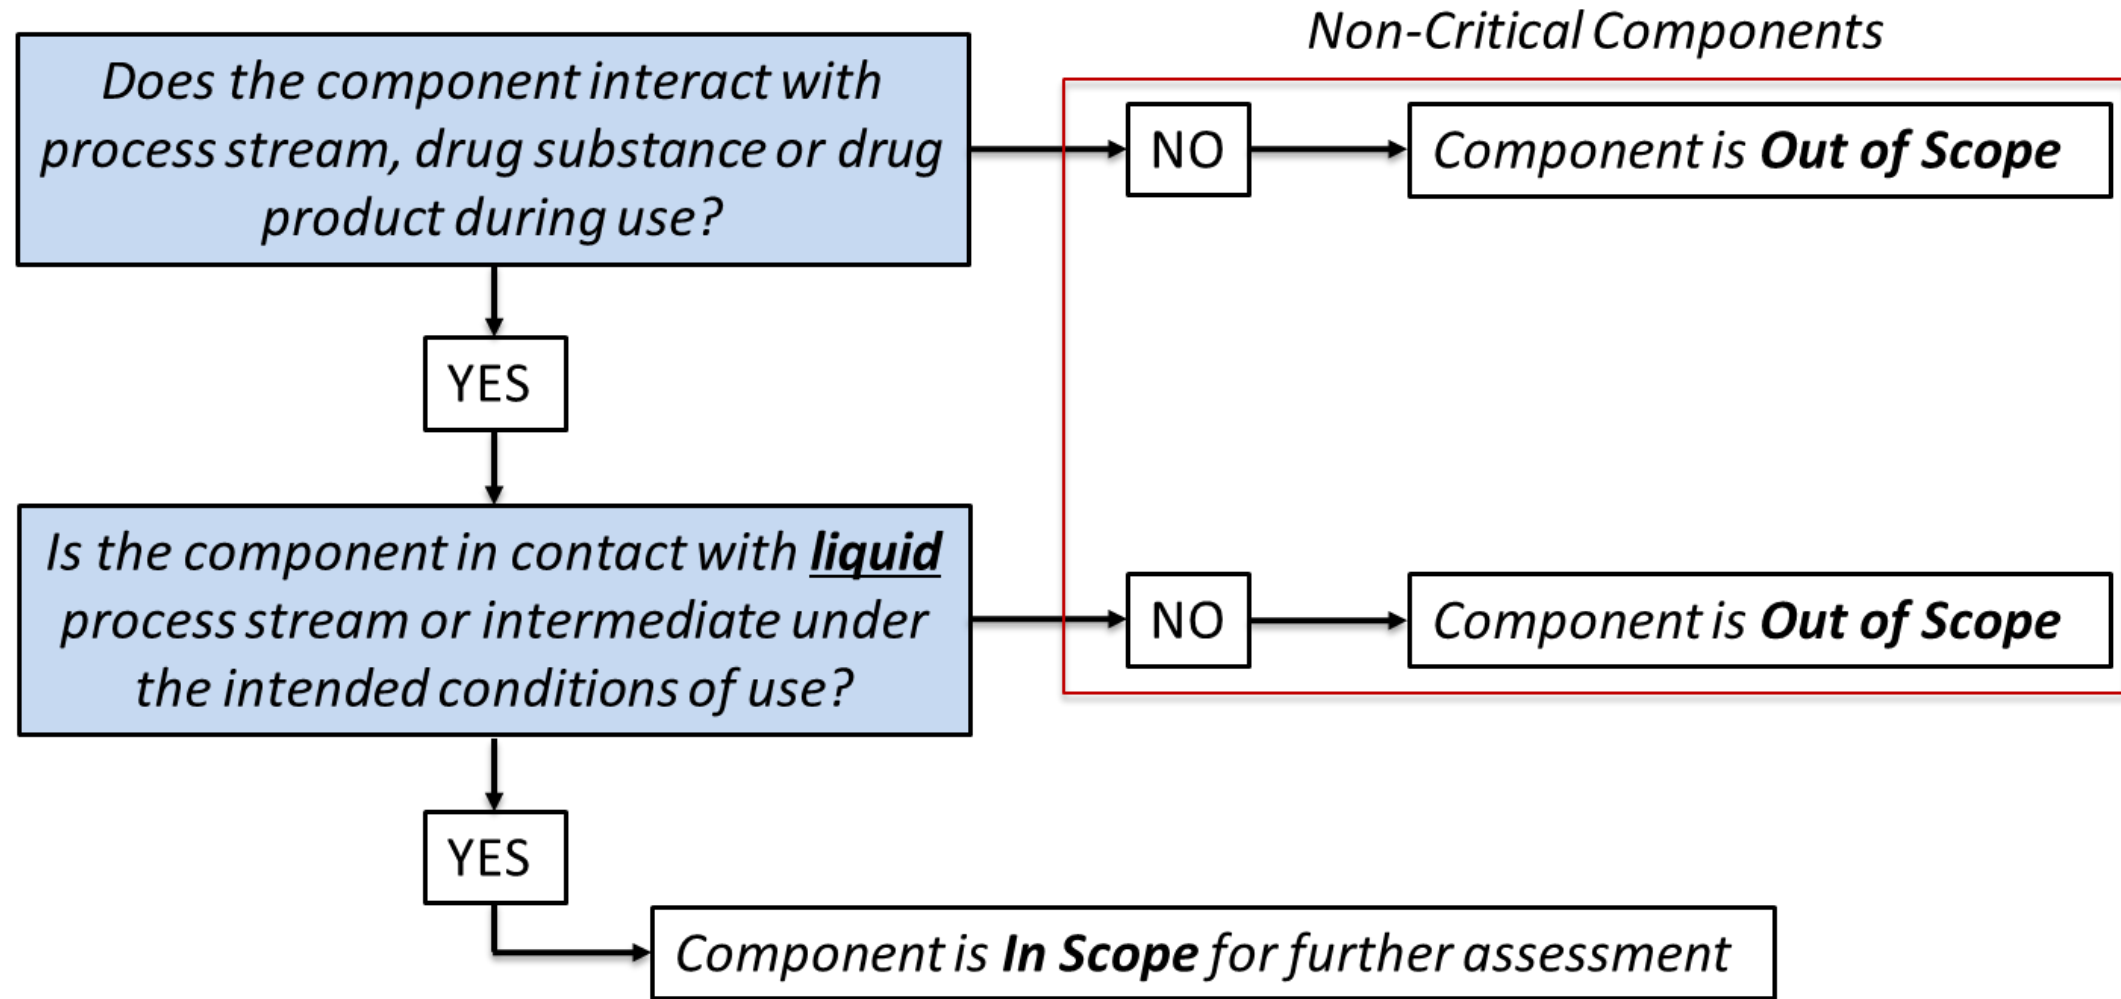 Non-Critical Components
Does the component interact with
process stream, drug substance or drug
product during use?
NO
Component is Out of Scope
YES
Is the component in contact with liquid
process stream or intermediate under
the intended conditions of use?
NO
Component is Out of Scope
YES
Component is In Scope for further assessment